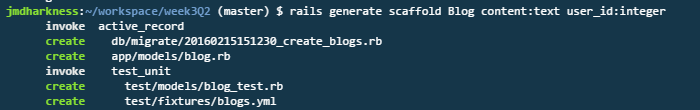 jmdharkness:~/workspace/week3Q2 (master) $ rails generate scaffold Blog content:text user_id:integer
invoke active_record
create db/migrate/20160215151230_create_blogs.rb
create app/models/blog.rb
invoke test_unit
create test/models/blog_test.rb
create test/fixtures/blogs.yml